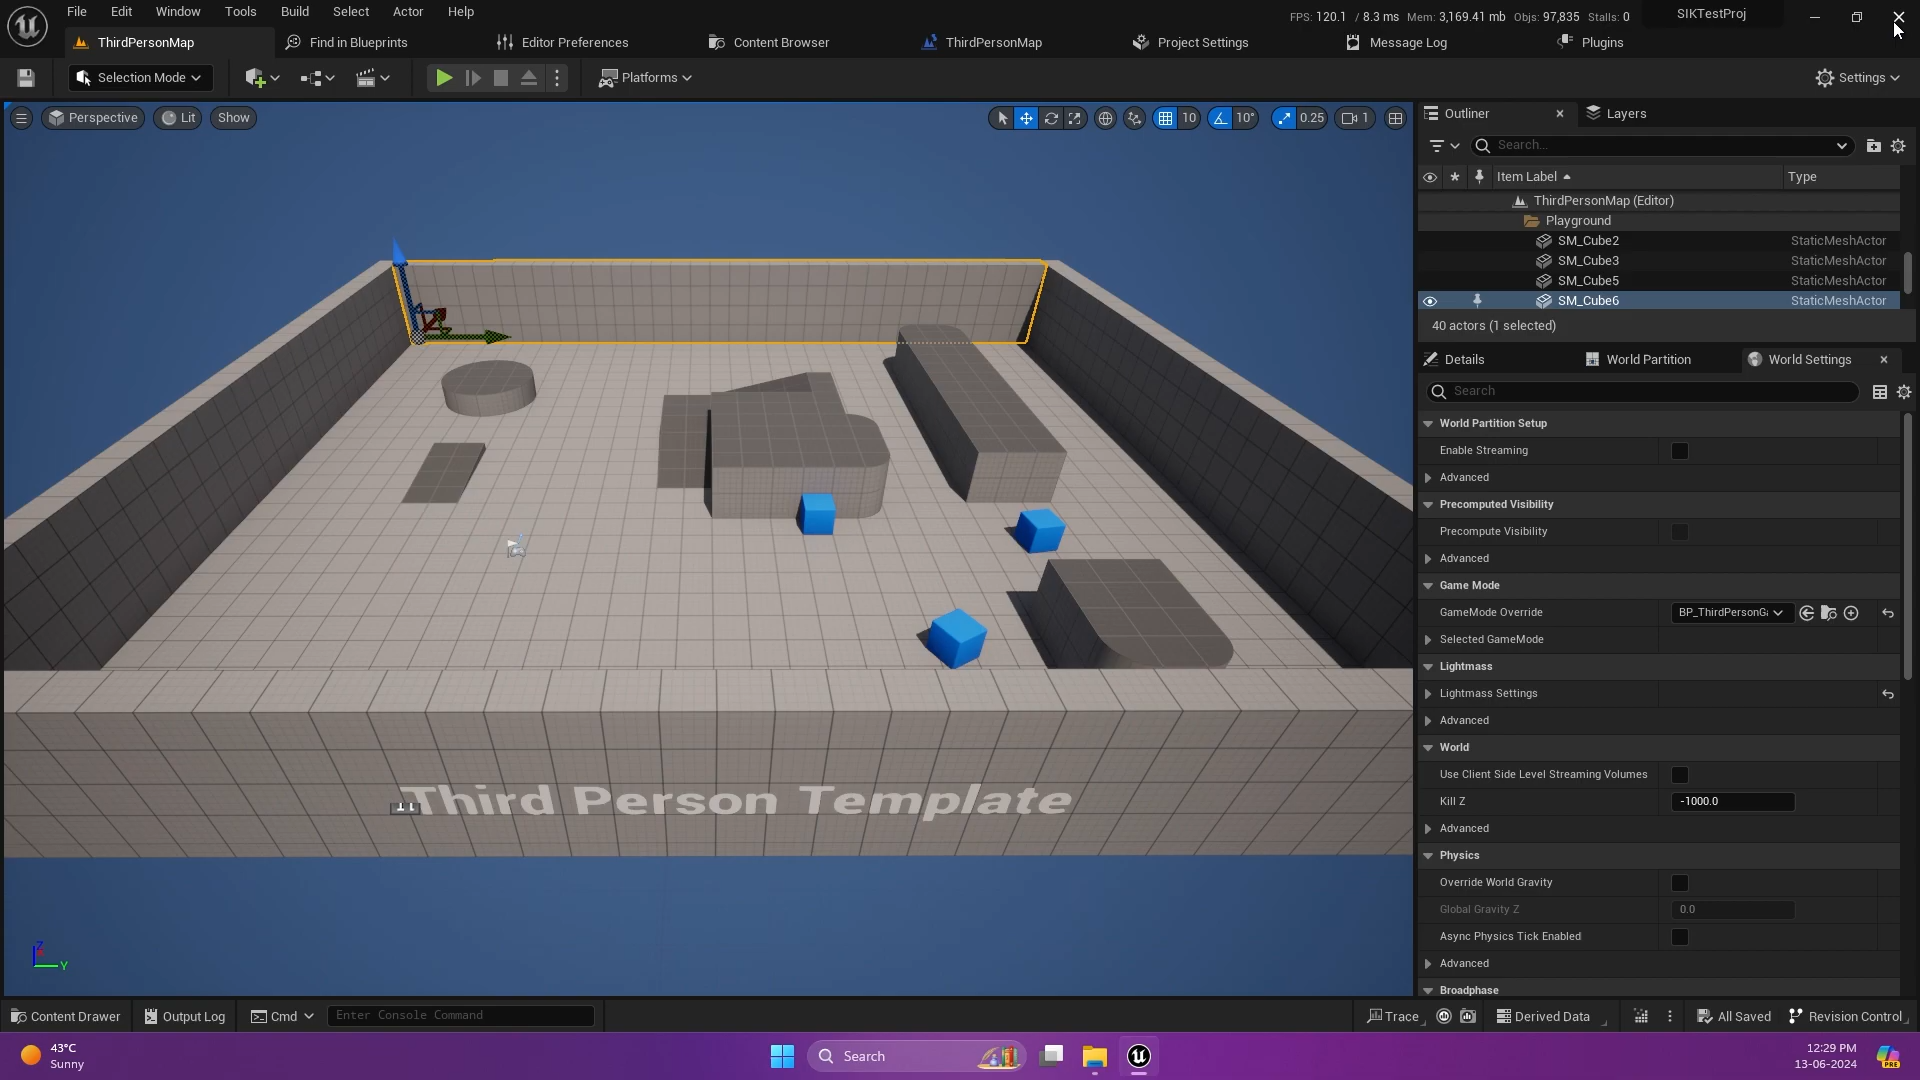 File Edit Window Tools Build Select Actor Help
FPS: 120.1 / 8.3 ms Mem: 3,169.41 mb Objs: 97,835 Stalls: 0 SIKTestProj
ThirdPersonMap Find in Blueprints Editor Preferences Content Browser ThirdPersonMap Project Settings Message Log Plugins
Selection Mode Platforms Settings
Perspective Lit Show 10 10° 0.25 1
Outliner Layers
Search...
Item Label Type
ThirdPersonMap (Editor)
Playground
SM_Cube2 StaticMeshActor
SM_Cube3 StaticMeshActor
SM_Cube5 StaticMeshActor
SM_Cube6 StaticMeshActor
40 actors (1 selected)
Details World Partition World Settings
Search
World Partition Setup
Enable Streaming
Advanced
Precomputed Visibility
Precompute Visibility
Advanced
Game Mode
GameMode Override BP_ThirdPersonGa
Selected GameMode
Lightmass
Lightmass Settings
Advanced
World
Use Client Side Level Streaming Volumes
Kill Z -1000.0
Advanced
Physics
Override World Gravity
Global Gravity Z 0.0
Async Physics Tick Enabled
Advanced
Broadphase
Third Person Template
Z
Y
Content Drawer Output Log Cmd Enter Console Command Trace Derived Data All Saved Revision Control
43°C
Sunny
Search
12:29 PM
13-06-2024
PRE